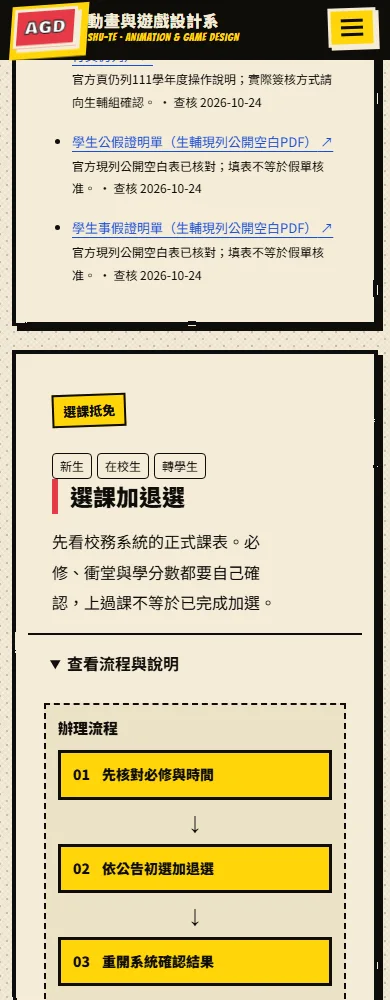 AGD
動畫與遊戲設計系
SHU-TE · ANIMATION & GAME DESIGN
官方頁仍列111學年度操作說明；實際簽核方式請
向生輔組確認。 · 查核 2026-10-24
學生公假證明單（生輔現列公開空白PDF） ↗
官方現列公開空白表已核對；填表不等於假單核
准。 · 查核 2026-10-24
學生事假證明單（生輔現列公開空白PDF） ↗
官方現列公開空白表已核對；填表不等於假單核
准。 · 查核 2026-10-24
選課抵免
新生 在校生 轉學生
選課加退選
先看校務系統的正式課表。必
修、衝堂與學分數都要自己確
認，上過課不等於已完成加選。
▼ 查看流程與說明
辦理流程
01 先核對必修與時間
↓
02 依公告初選加退選
↓
03 重開系統確認結果